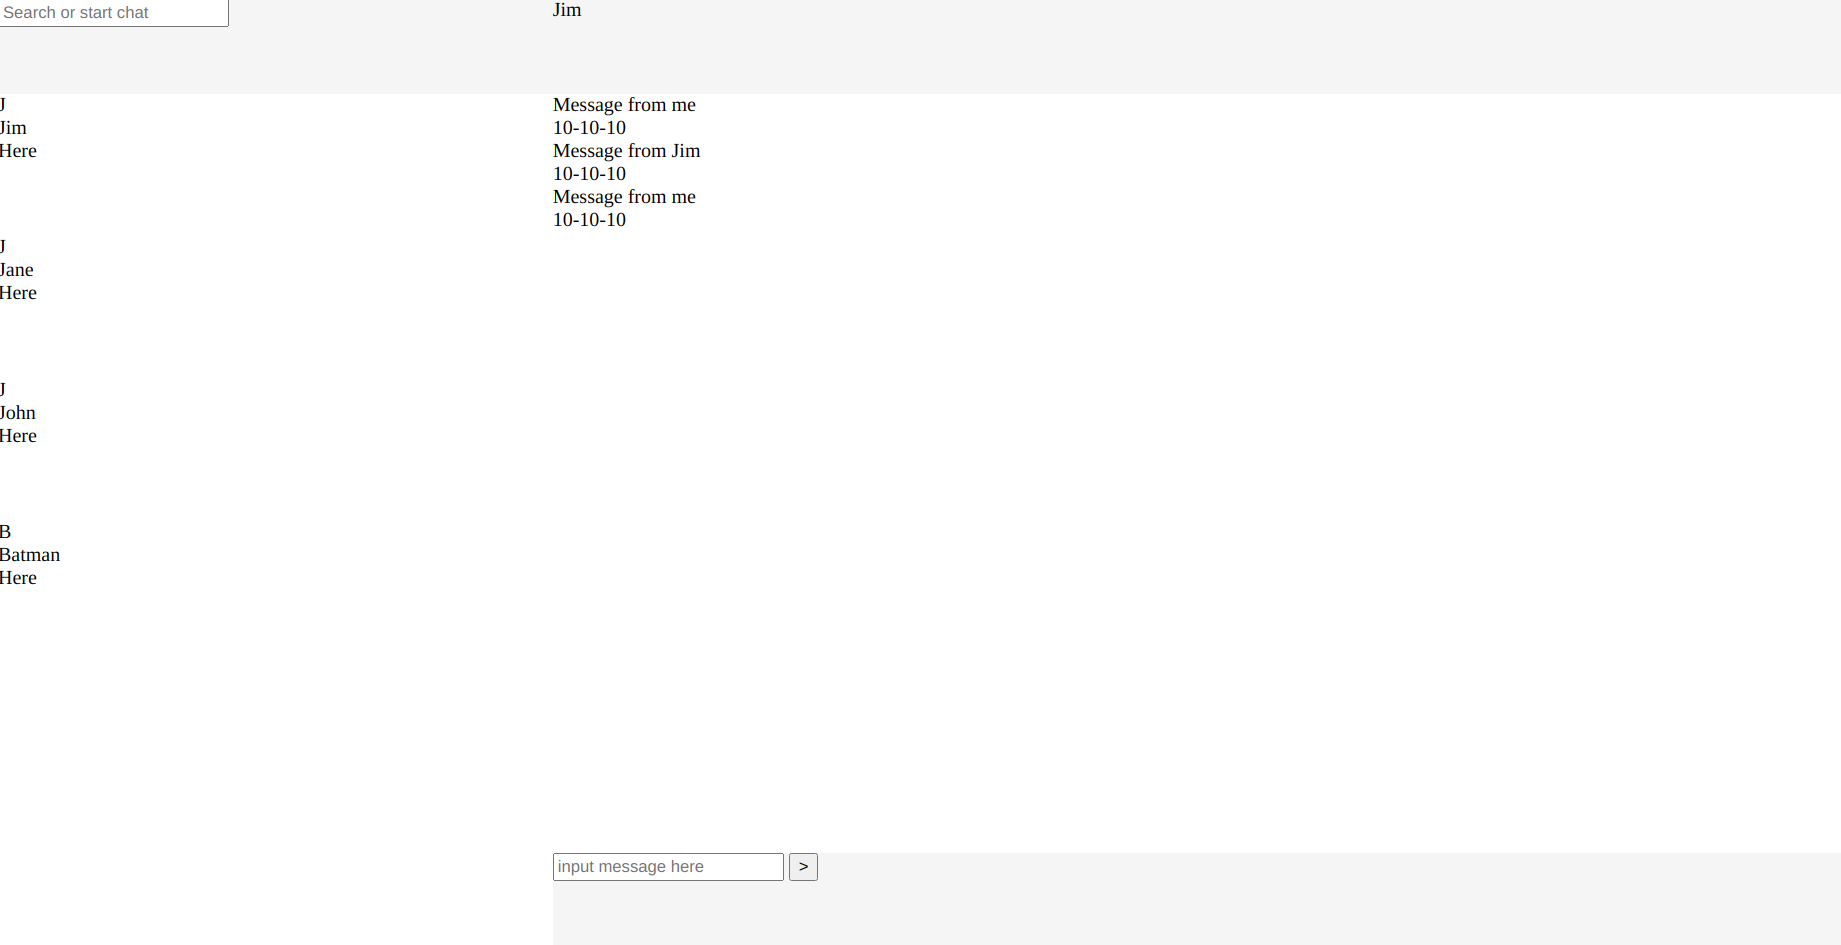 Search or start chat
J
Jim
Here
J
Jane
Here
J
John
Here
B
Batman
Here
Jim
Message from me
10-10-10
Message from Jim
10-10-10
Message from me
10-10-10
input message here >